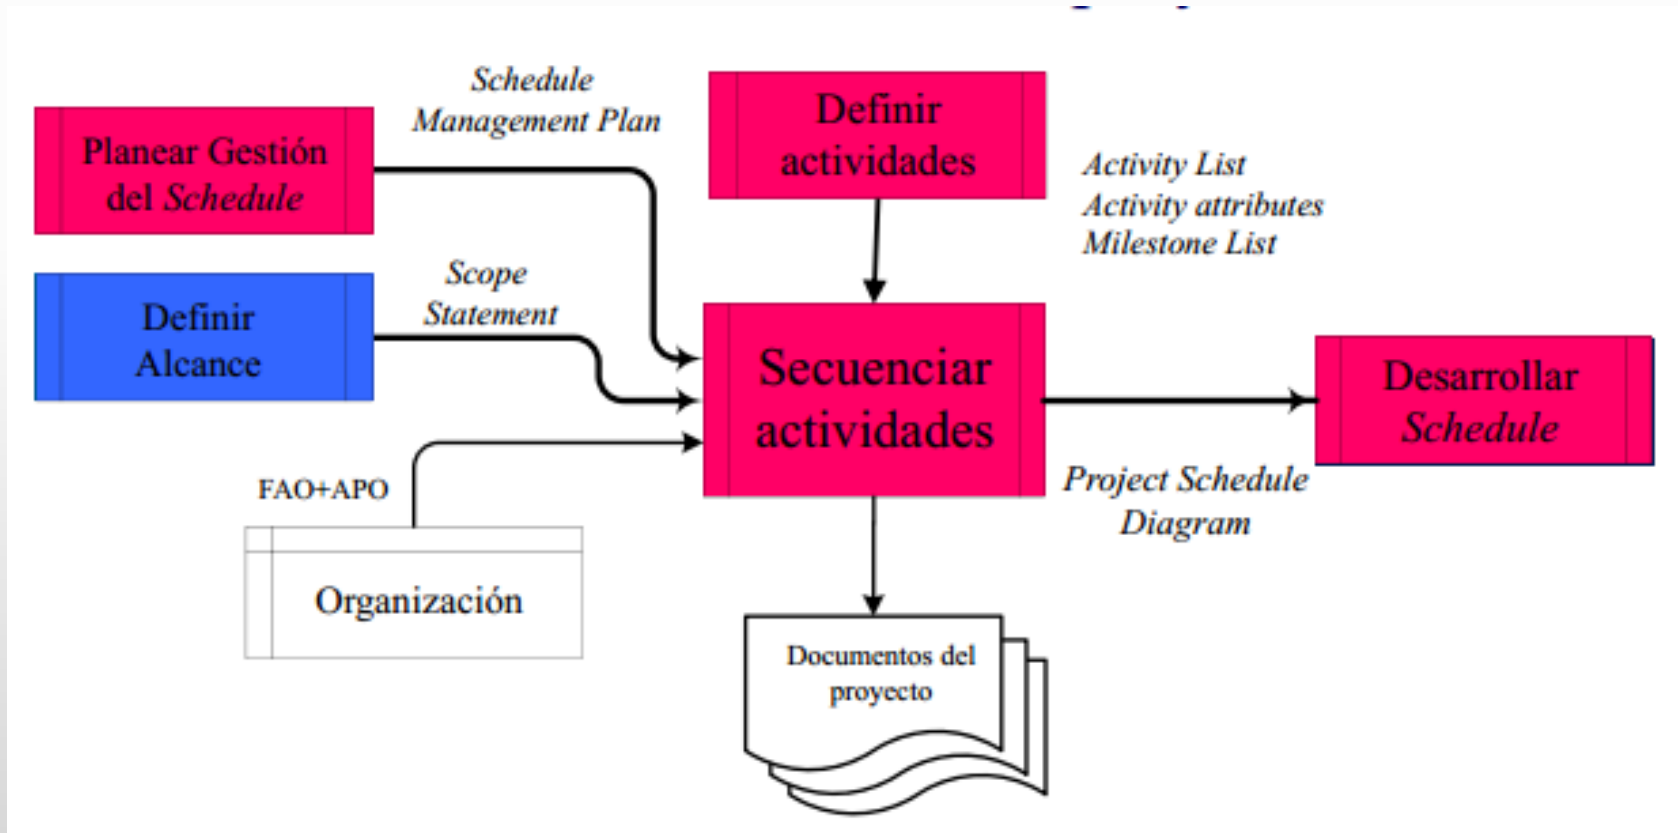 Schedule
Management Plan
Definir
actividades
Planear Gestión
del Schedule
Activity List
Activity attributes
Milestone List
Scope
Statement
Definir
Alcance
Secuenciar
actividades
Desarrollar
Schedule
FAO+APO
Project Schedule
Diagram
Organización
Documentos del
proyecto